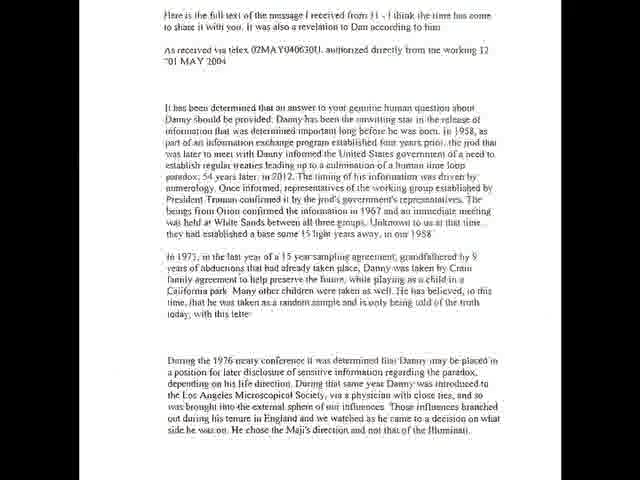 Here is the full text of the message I received from J1 - I think the time has come
to share it with you. It was also a revelation to Dan according to him
As received via telex 02MAY040630U. authorized directly from the working 12
01 MAY 2004
It has been determined that an answer to your genuine human question about
Danny should be provided. Danny has been the unwitting star in the release of
information that was determined important long before he was born. In 1958, as
part of an information exchange program established four years prior, the jrod that
was later to meet with Danny informed the United States government of a need to
establish regular treaties leading up to a culmination of a human time loop
paradox; 54 years later; in 2012. The timing of his information was driven by
numerology. Once informed, representatives of the working group established by
President Truman confirmed it by the jrod's government's representatives. The
beings from Orion confirmed the information in 1967 and an immediate meeting
was held at White Sands between all three groups. Unknown to us at that time...
they had established a base some 15 light years away, in our 1958
In 1973, in the last year of a 15 year sampling agreement, grandfathered by 9
years of abductions that had already taken place, Danny was taken by Crain
family agreement to help preserve the future, while playing as a child in a
California park. Many other children were taken as well. He has believed, to this
time, that he was taken as a random sample and is only being told of the truth
today, with this letter
During the 1976 treaty conference it was determined that Danny may be placed in
a position for later disclosure of sensitive information regarding the paradox,
depending on his life direction. During that same year Danny was introduced to
the Los Angeles Microscopical Society, via a physician with close ties, and so
was brought into the external sphere of our influences. Those influences branched
out during his tenure in England and we watched as he came to a decision on what
side he was on. He chose the Maji's direction and not that of the Illuminati.